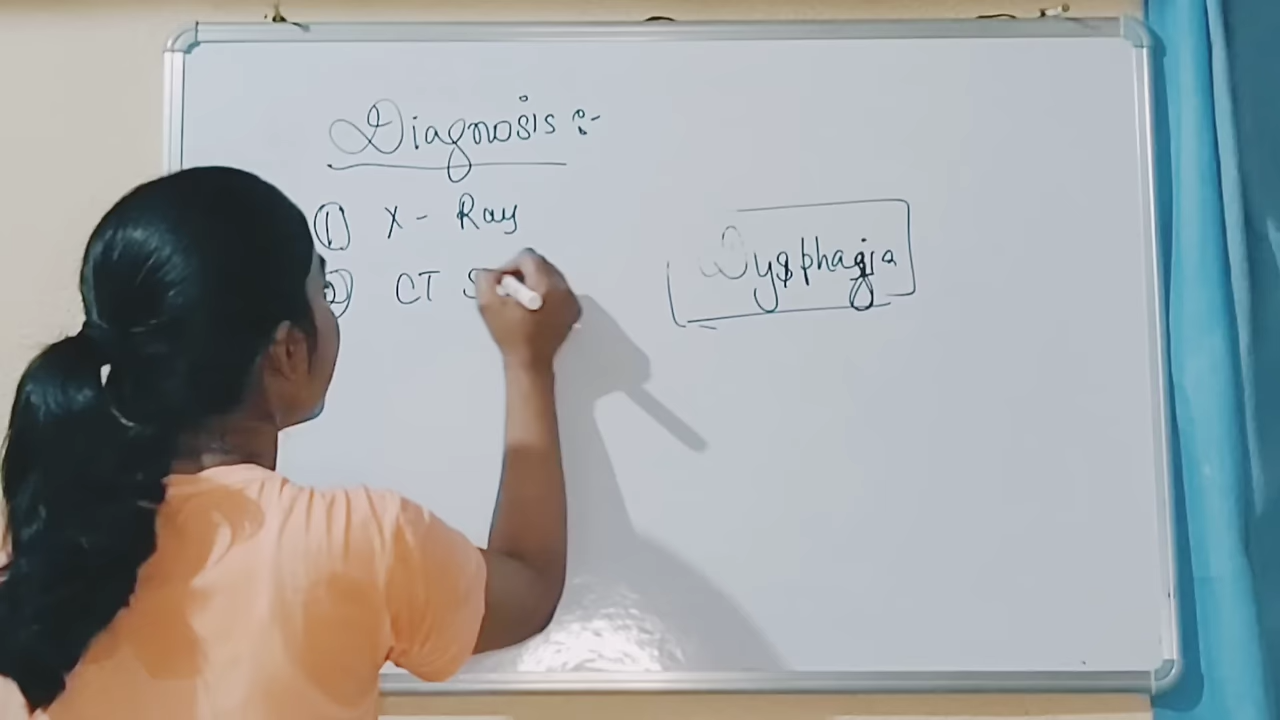 Diagnosis :-
① X - Ray
② CT S
Dysphagia